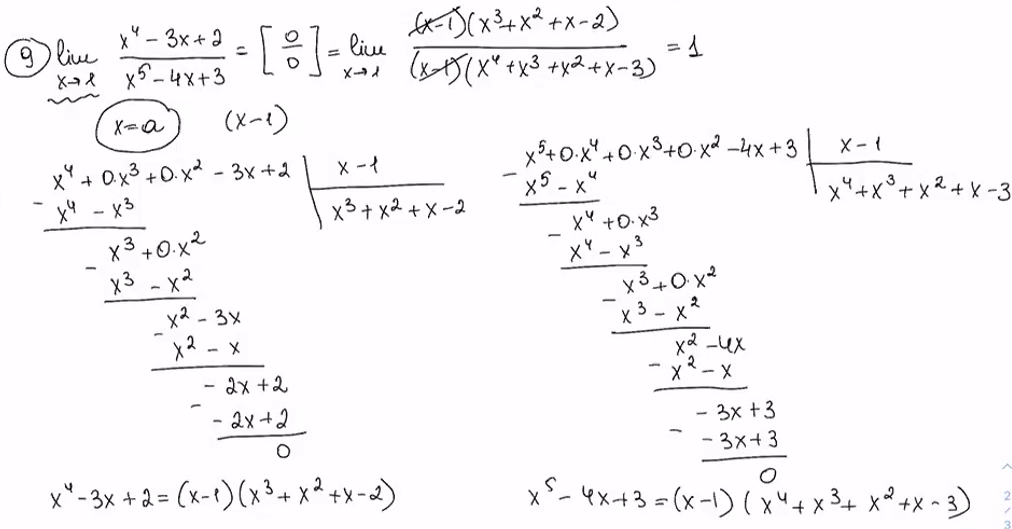 9 lim x→1 (x⁴ - 3x + 2)/(x⁵ - 4x + 3) = [0/0] = lim x→1 ((x-1)(x³ + x² + x - 2))/((x-1)(x⁴ + x³ + x² + x - 3)) = 1
x=a (x-1)
x⁴ + 0·x³ + 0·x² - 3x + 2 | x - 1
- x⁴ - x³ | x³ + x² + x - 2
x³ + 0·x²
- x³ - x²
x² - 3x
- x² - x
- 2x + 2
- - 2x + 2
0
x⁴ - 3x + 2 = (x-1)(x³ + x² + x - 2)
x⁵ + 0·x⁴ + 0·x³ + 0·x² - 4x + 3 | x - 1
- x⁵ - x⁴ | x⁴ + x³ + x² + x - 3
x⁴ + 0·x³
- x⁴ - x³
x³ + 0·x²
- x³ - x²
x² - 4x
- x² - x
- 3x + 3
- - 3x + 3
0
x⁵ - 4x + 3 = (x-1)(x⁴ + x³ + x² + x - 3)
2
/
3